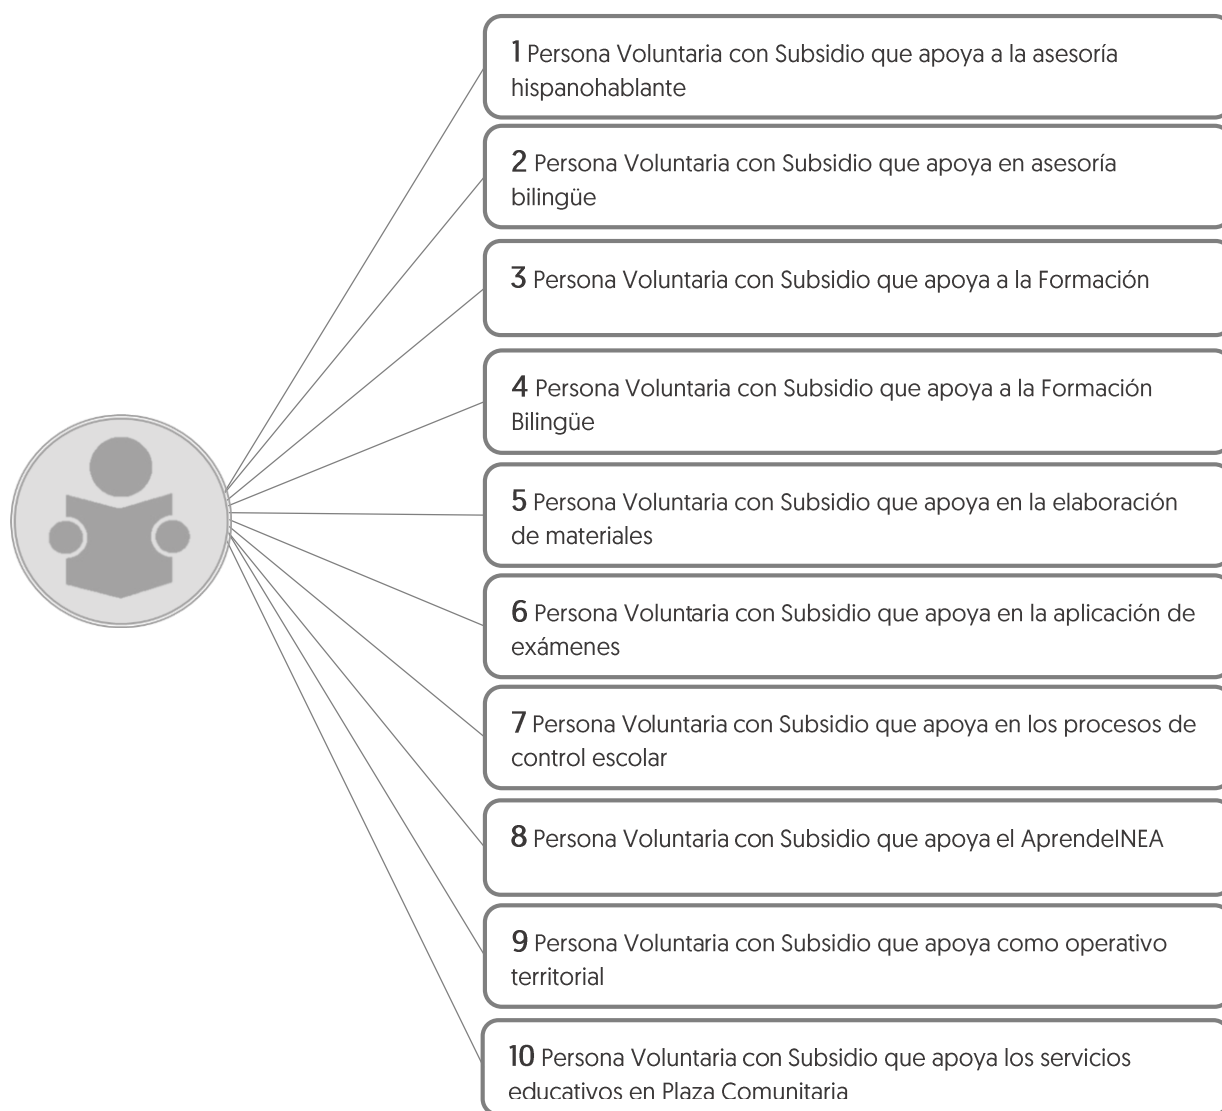 1 Persona Voluntaria con Subsidio que apoya a la asesoría
hispanohablante
2 Persona Voluntaria con Subsidio que apoya en asesoría
bilingüe
3 Persona Voluntaria con Subsidio que apoya a la Formación
4 Persona Voluntaria con Subsidio que apoya a la Formación
Bilingüe
5 Persona Voluntaria con Subsidio que apoya en la elaboración
de materiales
6 Persona Voluntaria con Subsidio que apoya en la aplicación de
exámenes
7 Persona Voluntaria con Subsidio que apoya en los procesos de
control escolar
8 Persona Voluntaria con Subsidio que apoya el AprendeINEA
9 Persona Voluntaria con Subsidio que apoya como operativo
territorial
10 Persona Voluntaria con Subsidio que apoya los servicios
educativos en Plaza Comunitaria